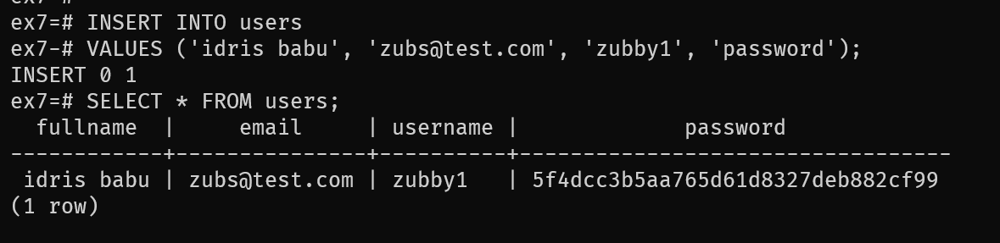 ex7=# INSERT INTO users
ex7-# VALUES ('idris babu', 'zubs@test.com', 'zubby1', 'password');
INSERT 0 1
ex7=# SELECT * FROM users;
  fullname  |     email     | username |             password
------------+---------------+----------+----------------------------------
 idris babu | zubs@test.com | zubby1   | 5f4dcc3b5aa765d61d8327deb882cf99
(1 row)